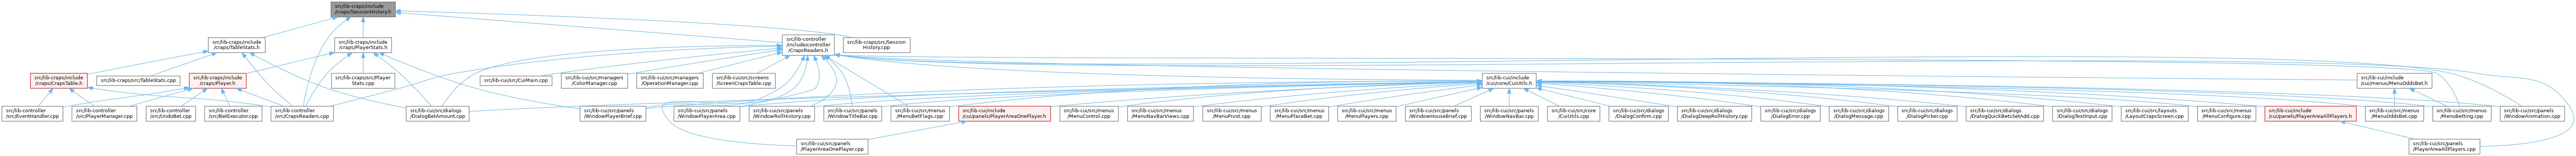 src/lib-craps/include
/craps/SessionHistory.h
src/lib-craps/include
/craps/TableStats.h
src/lib-craps/include
/craps/PlayerStats.h
src/lib-controller
/include/controller
/CrapsReaders.h
src/lib-craps/src/Session
History.cpp
src/lib-craps/include
/craps/CrapsTable.h
src/lib-craps/src/TableStats.cpp
src/lib-craps/include
/craps/Player.h
src/lib-craps/src/Player
Stats.cpp
src/lib-cui/src/CuiMain.cpp
src/lib-cui/src/managers
/ColorManager.cpp
src/lib-cui/src/managers
/OperationManager.cpp
src/lib-cui/src/screens
/ScreenCrapsTable.cpp
src/lib-cui/include
/cui/core/CuiUtils.h
src/lib-cui/include
/cui/menus/MenuOddsBet.h
src/lib-controller
/src/EventHandler.cpp
src/lib-controller
/src/PlayerManager.cpp
src/lib-controller
/src/UndoBet.cpp
src/lib-controller
/src/BetExecutor.cpp
src/lib-controller
/src/CrapsReaders.cpp
src/lib-cui/src/dialogs
/DialogBetAmount.cpp
src/lib-cui/src/panels
/WindowPlayerBrief.cpp
src/lib-cui/src/panels
/WindowPlayerArea.cpp
src/lib-cui/src/panels
/WindowRollHistory.cpp
src/lib-cui/src/panels
/WindowTitleBar.cpp
src/lib-cui/src/menus
/MenuBetFlags.cpp
src/lib-cui/include
/cui/panels/PlayerAreaOnePlayer.h
src/lib-cui/src/menus
/MenuControl.cpp
src/lib-cui/src/menus
/MenuNavBarViews.cpp
src/lib-cui/src/menus
/MenuPivot.cpp
src/lib-cui/src/menus
/MenuPlaceBet.cpp
src/lib-cui/src/menus
/MenuPlayers.cpp
src/lib-cui/src/panels
/WindowHouseBrief.cpp
src/lib-cui/src/panels
/WindowNavBar.cpp
src/lib-cui/src/core
/CuiUtils.cpp
src/lib-cui/src/dialogs
/DialogConfirm.cpp
src/lib-cui/src/dialogs
/DialogDeepRollHistory.cpp
src/lib-cui/src/dialogs
/DialogError.cpp
src/lib-cui/src/dialogs
/DialogMessage.cpp
src/lib-cui/src/dialogs
/DialogPicker.cpp
src/lib-cui/src/dialogs
/DialogQuickBetsSetAdd.cpp
src/lib-cui/src/dialogs
/DialogTextInput.cpp
src/lib-cui/src/layouts
/LayoutCrapsScreen.cpp
src/lib-cui/src/menus
/MenuConfigure.cpp
src/lib-cui/include
/cui/panels/PlayerAreaAllPlayers.h
src/lib-cui/src/menus
/MenuOddsBet.cpp
src/lib-cui/src/menus
/MenuBetting.cpp
src/lib-cui/src/panels
/WindowAnimation.cpp
src/lib-cui/src/panels
/PlayerAreaOnePlayer.cpp
src/lib-cui/src/panels
/PlayerAreaAllPlayers.cpp